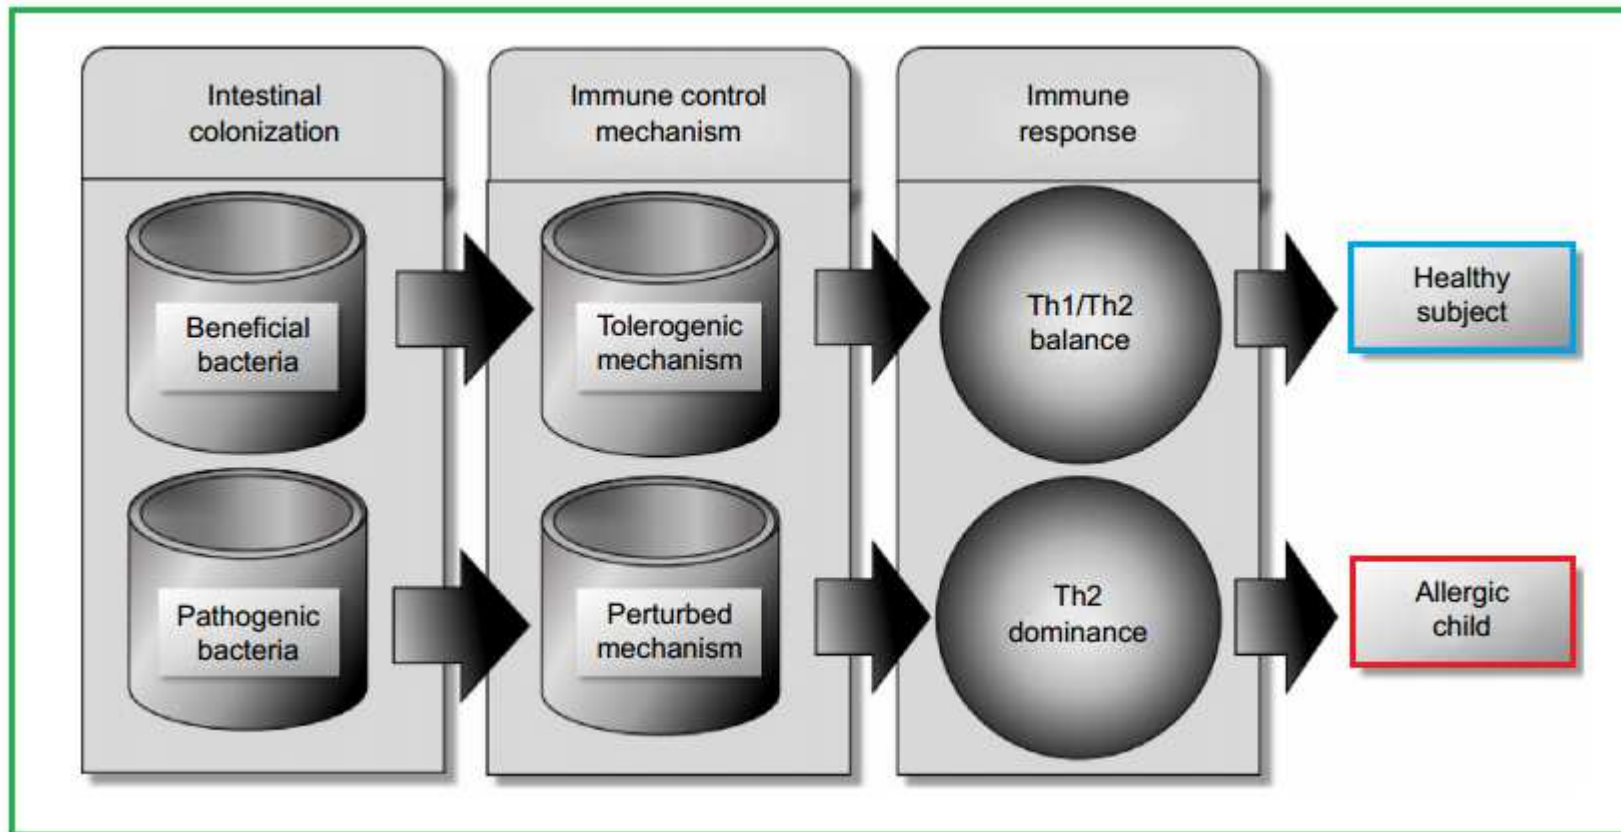 Intestinal
colonization
Immune control
mechanism
Immune
response
Beneficial
bacteria
Tolerogenic
mechanism
Th1/Th2
balance
Healthy
subject
Pathogenic
bacteria
Perturbed
mechanism
Th2
dominance
Allergic
child